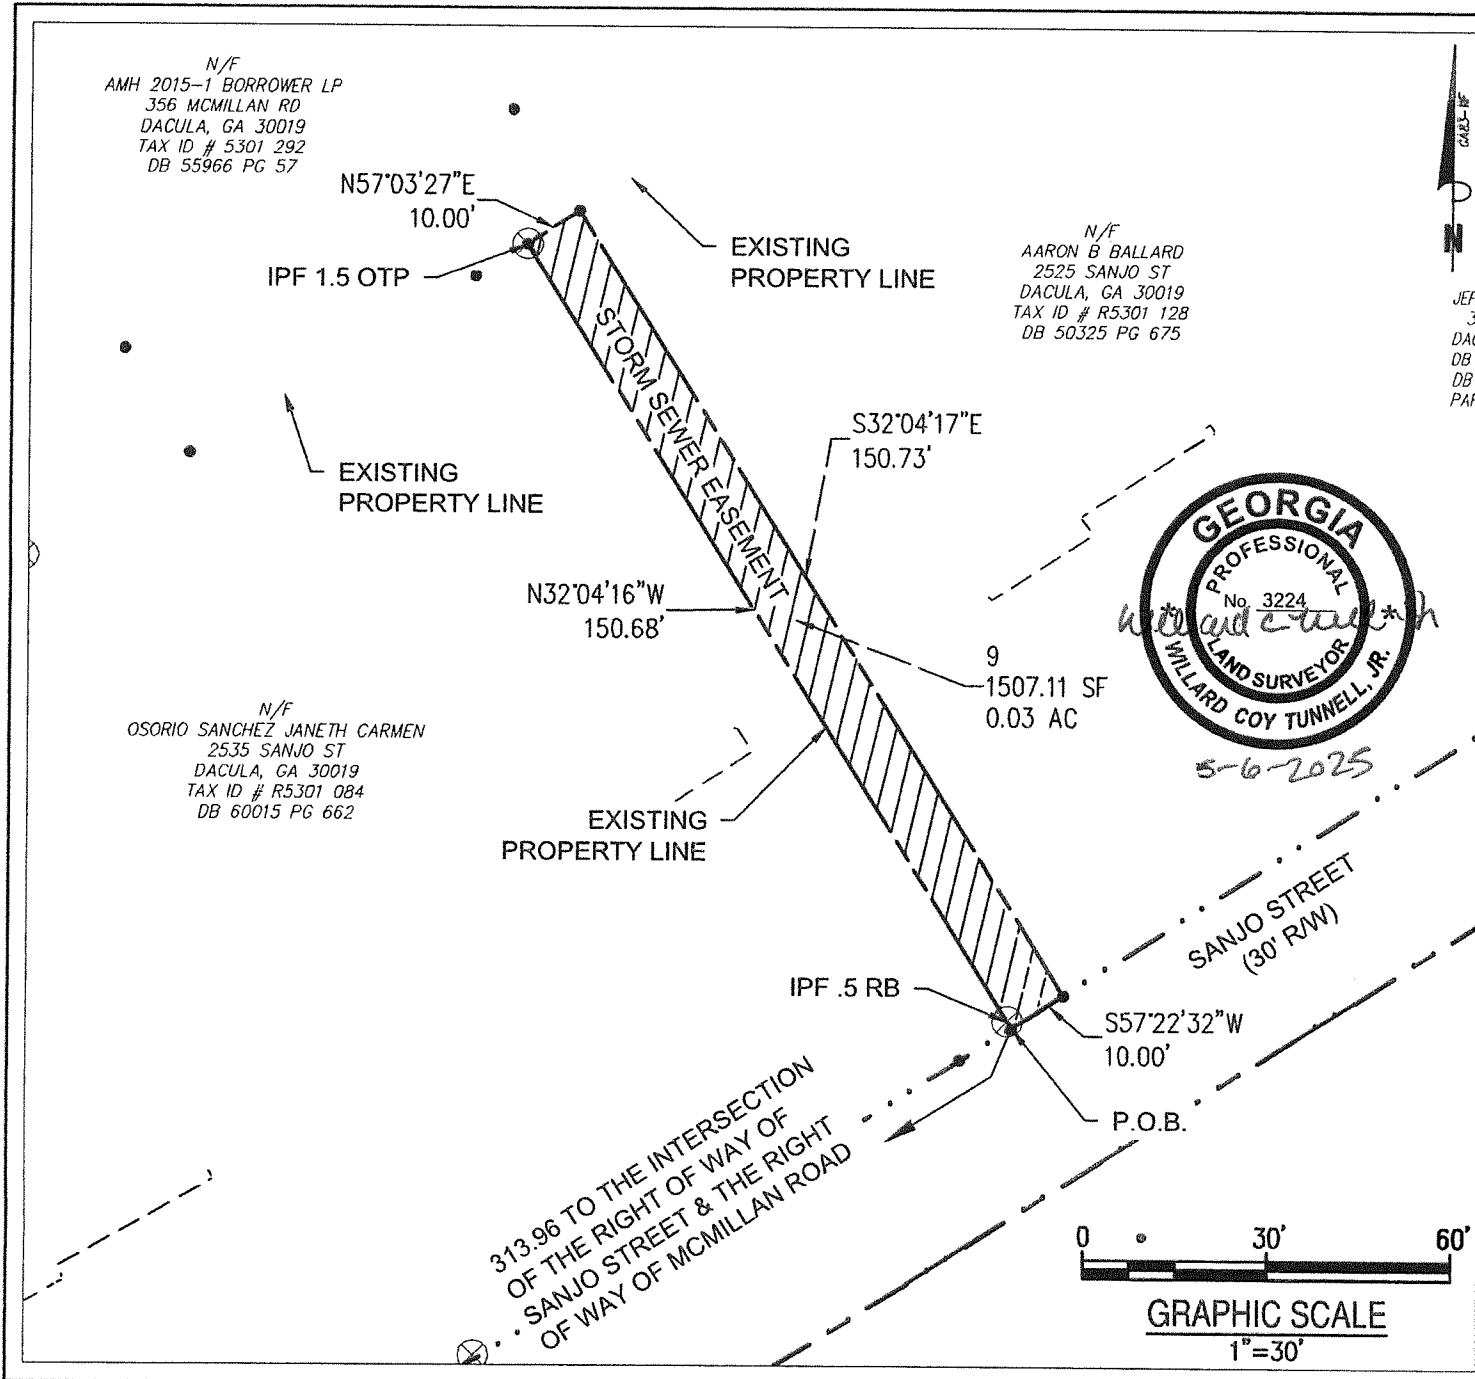 N/F
AMH 2015-1 BORROWER LP
356 MCMILLAN RD
DACULA, GA 30019
TAX ID # 5301 292
DB 55966 PG 57
N57°03'27"E
10.00'
IPF 1.5 OTP
EXISTING
PROPERTY LINE
N/F
AARON B BALLARD
2525 SANJO ST
DACULA, GA 30019
TAX ID # R5301 128
DB 50325 PG 675
N
JEF
3
DAC
DB
DB
PAR
EXISTING
PROPERTY LINE
STORM SEWER EASEMENT
S32°04'17"E
150.73'
N32°04'16"W
150.68'
9
1507.11 SF
0.03 AC
GEORGIA
PROFESSIONAL
No. 3224
LAND SURVEYOR
* WILLARD COY TUNNELL, JR. *
5-6-2025
N/F
OSORIO SANCHEZ JANETH CARMEN
2535 SANJO ST
DACULA, GA 30019
TAX ID # R5301 084
DB 60015 PG 662
EXISTING
PROPERTY LINE
SANJO STREET
(30' R/W)
IPF .5 RB
S57°22'32"W
10.00'
P.O.B.
313.96 TO THE INTERSECTION
OF THE RIGHT OF WAY OF
SANJO STREET & THE RIGHT
OF WAY OF MCMILLAN ROAD
0 30' 60'
GRAPHIC SCALE
1"=30'